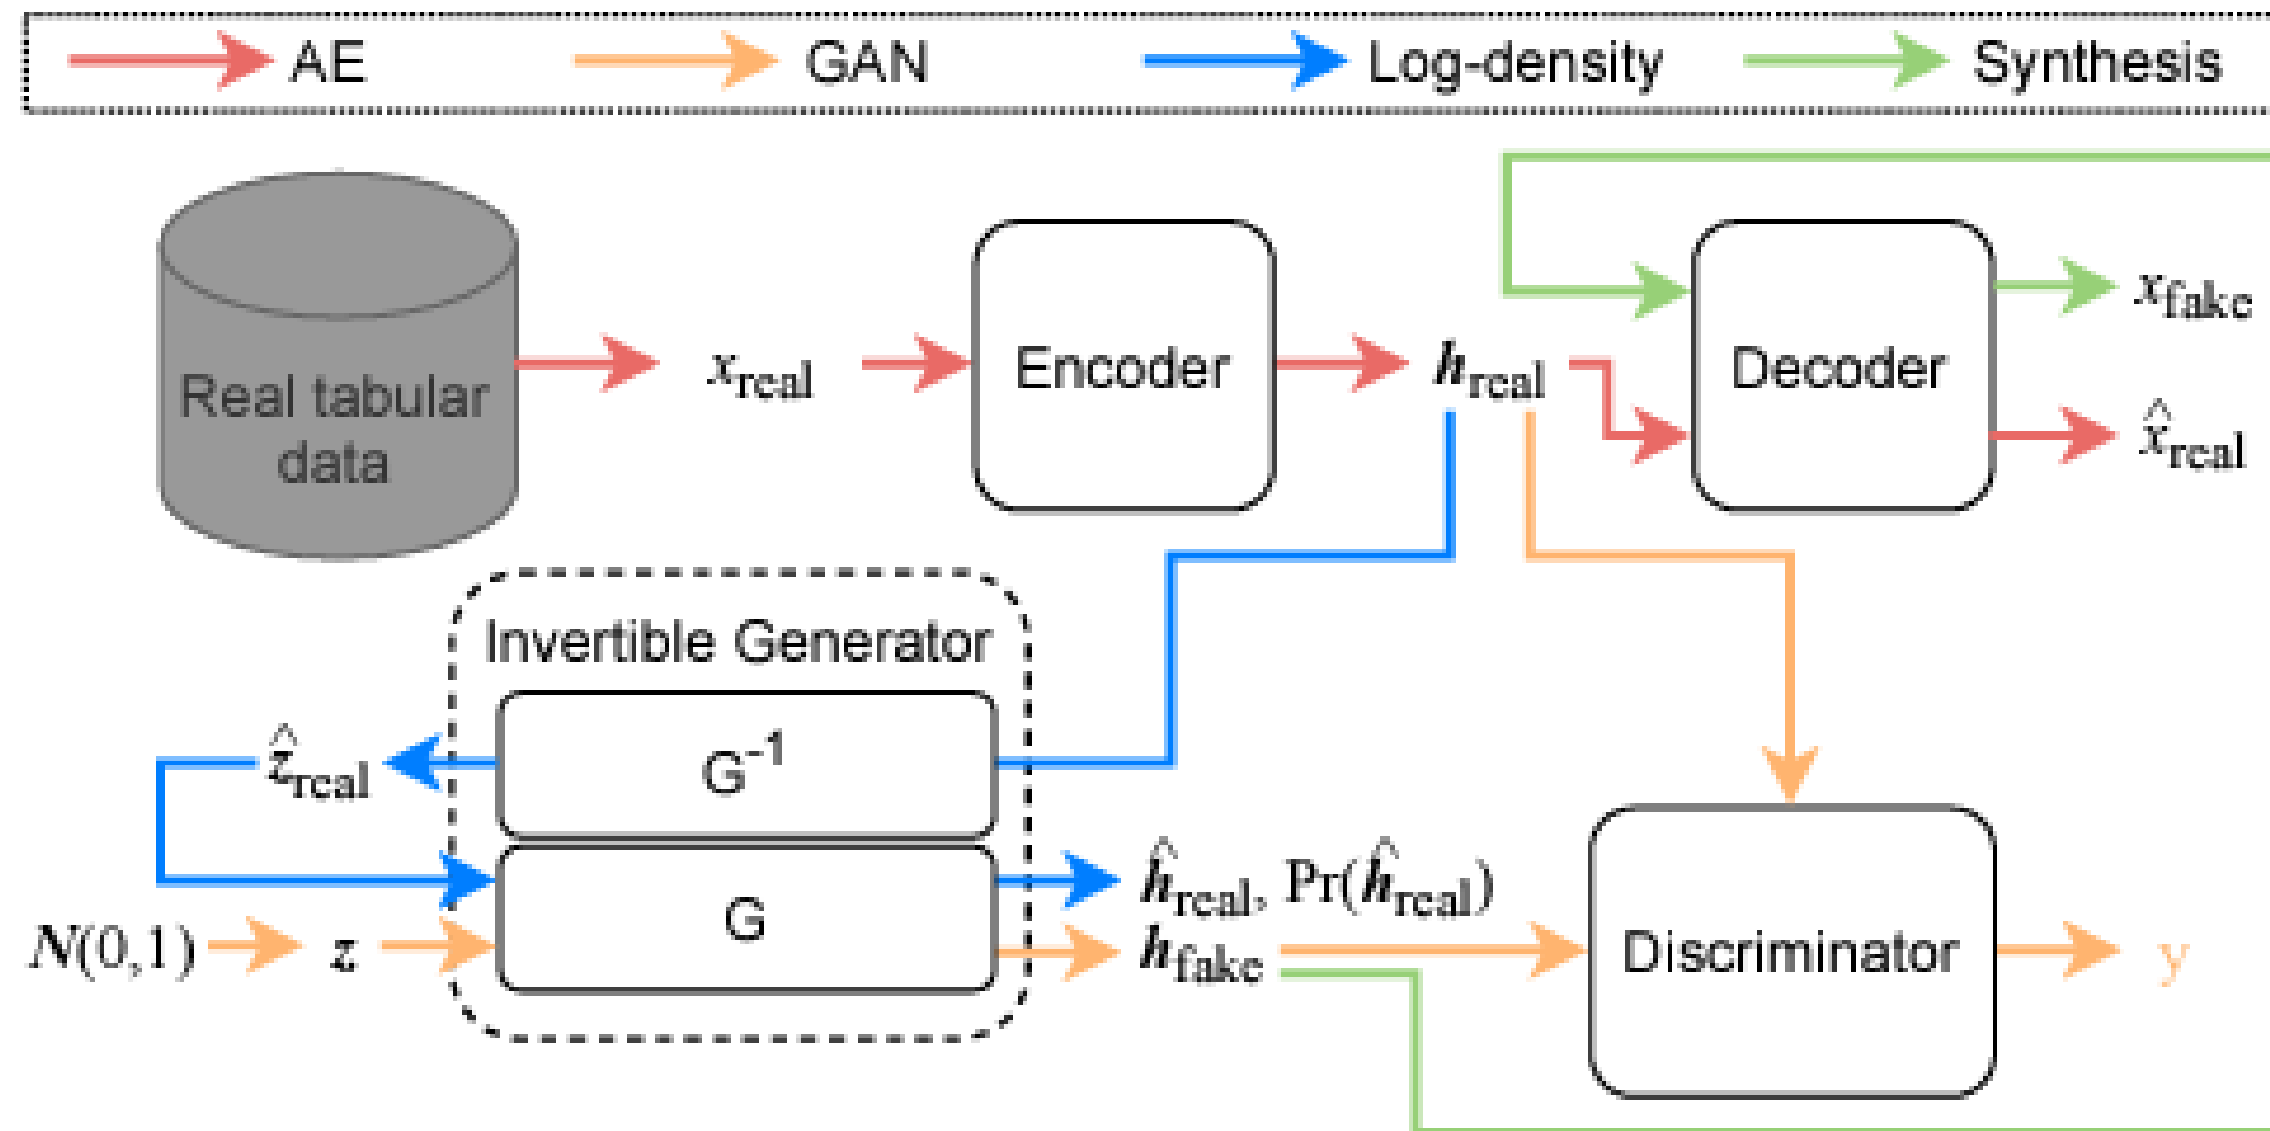 AE GAN Log-density Synthesis
Real tabular
data
x_real
Encoder
h_real
Decoder
x_fake
x̂_real
Invertible Generator
ẑ_real
G⁻¹
G
ĥ_real, Pr(ĥ_real)
N(0,1)
z
h_fake
Discriminator
y